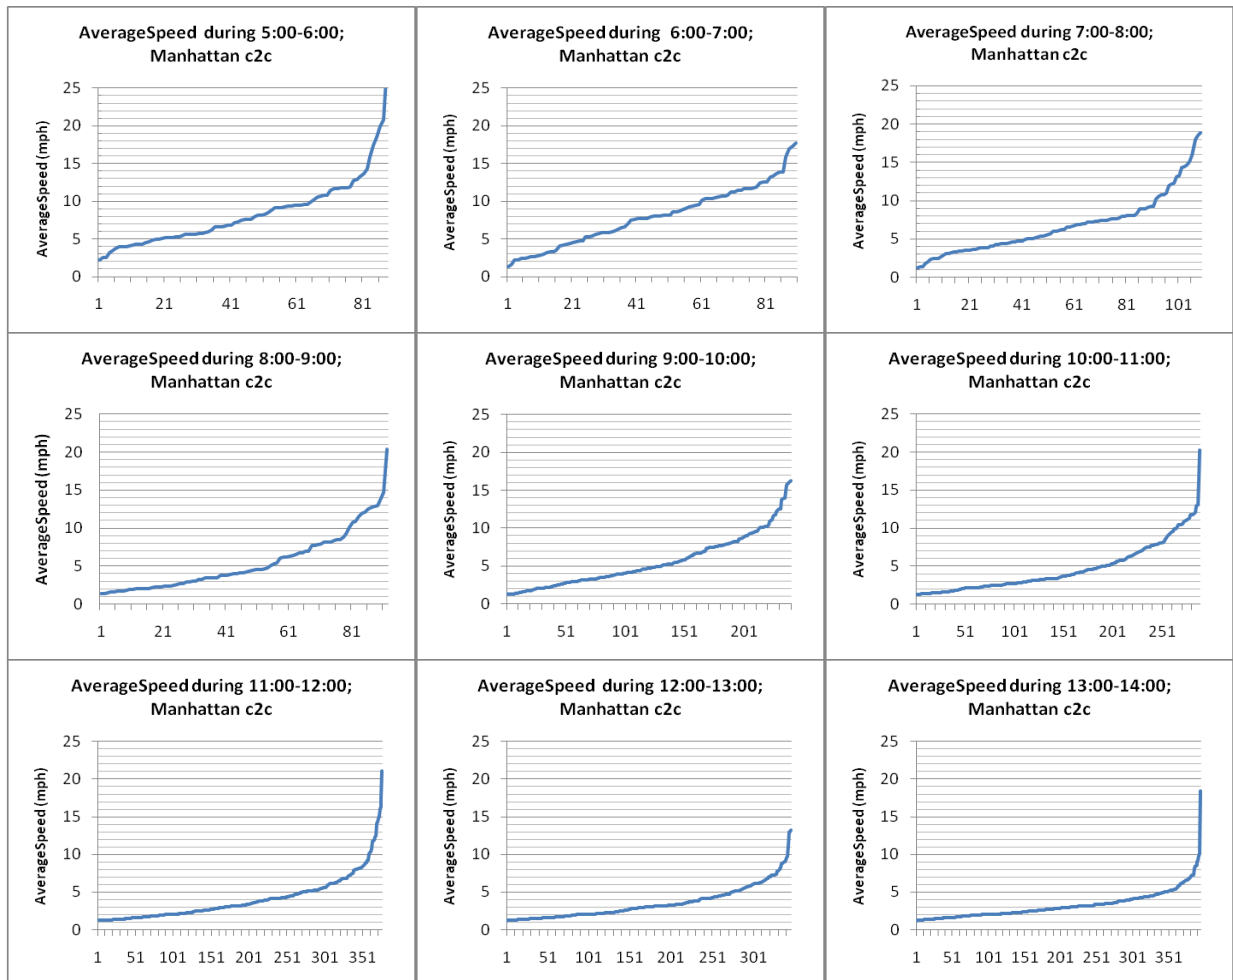 AverageSpeed during 5:00-6:00;
Manhattan c2c
AverageSpeed (mph)
25
20
15
10
5
0
1 21 41 61 81
AverageSpeed during 6:00-7:00;
Manhattan c2c
AverageSpeed (mph)
25
20
15
10
5
0
1 21 41 61 81
AverageSpeed during 7:00-8:00;
Manhattan c2c
AverageSpeed (mph)
25
20
15
10
5
0
1 21 41 61 81 101
AverageSpeed during 8:00-9:00;
Manhattan c2c
AverageSpeed (mph)
25
20
15
10
5
0
1 21 41 61 81
AverageSpeed during 9:00-10:00;
Manhattan c2c
AverageSpeed (mph)
25
20
15
10
5
0
1 51 101 151 201
AverageSpeed during 10:00-11:00;
Manhattan c2c
AverageSpeed (mph)
25
20
15
10
5
0
1 51 101 151 201 251
AverageSpeed during 11:00-12:00;
Manhattan c2c
AverageSpeed (mph)
25
20
15
10
5
0
1 51 101 151 201 251 301 351
AverageSpeed during 12:00-13:00;
Manhattan c2c
AverageSpeed (mph)
25
20
15
10
5
0
1 51 101 151 201 251 301
AverageSpeed during 13:00-14:00;
Manhattan c2c
AverageSpeed (mph)
25
20
15
10
5
0
1 51 101 151 201 251 301 351